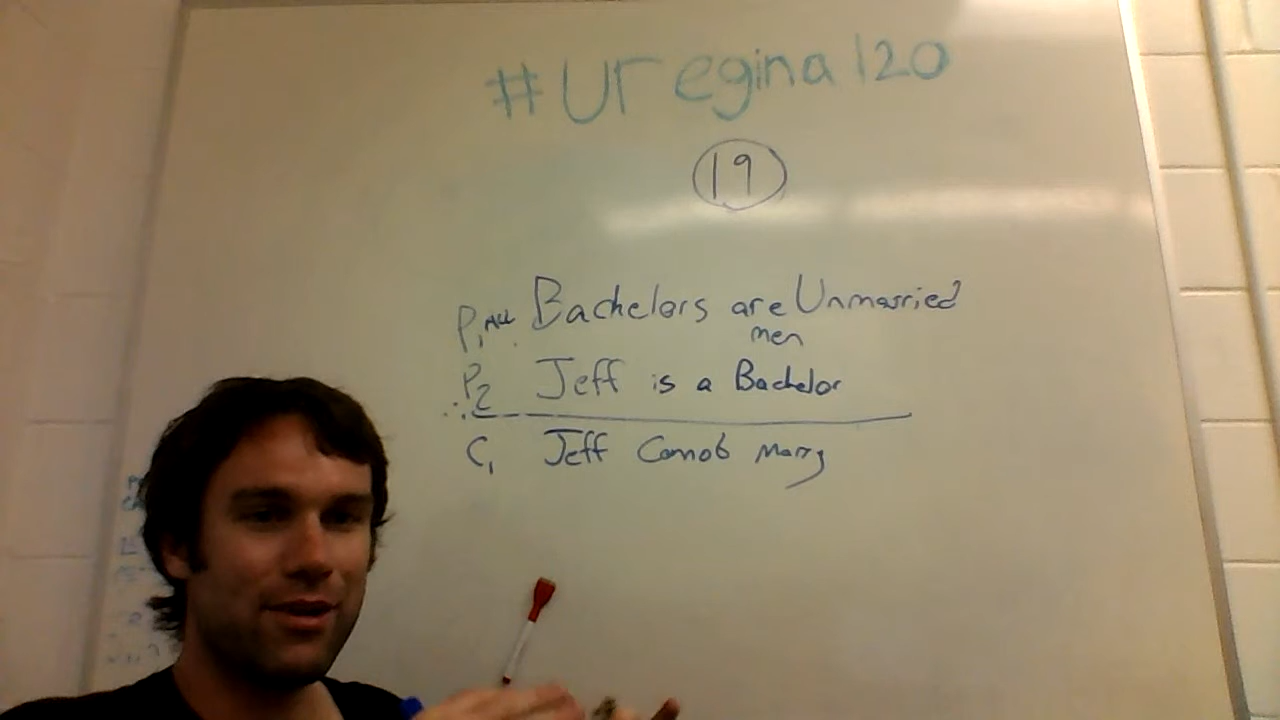 #Uregina120
19
P1 All Bachelors are Unmarried
men
P2 Jeff is a Bachelor
∴ C1 Jeff Cannot Marry